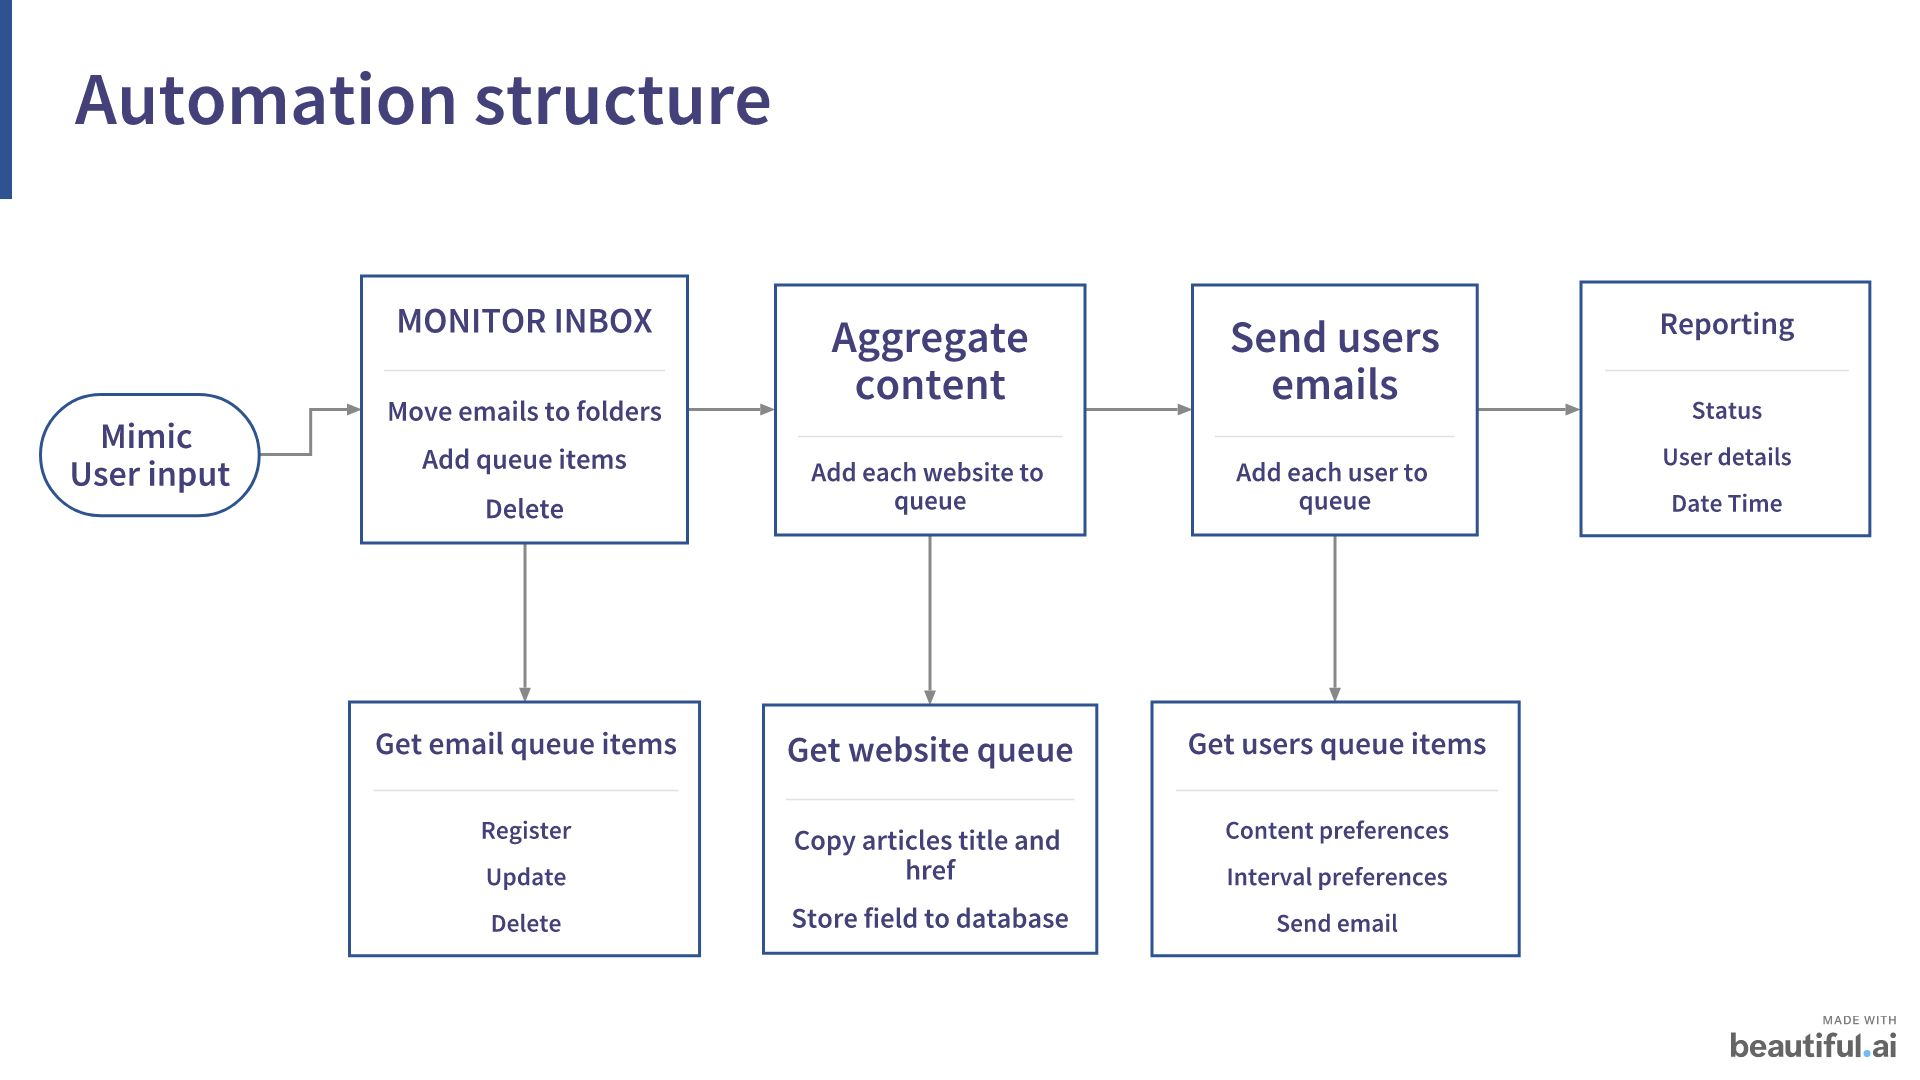 Automation structure
Mimic
User input
MONITOR INBOX
Move emails to folders
Add queue items
Delete
Aggregate
content
Add each website to
queue
Send users
emails
Add each user to
queue
Reporting
Status
User details
Date Time
Get email queue items
Register
Update
Delete
Get website queue
Copy articles title and
href
Store field to database
Get users queue items
Content preferences
Interval preferences
Send email
MADE WITH
beautiful.ai